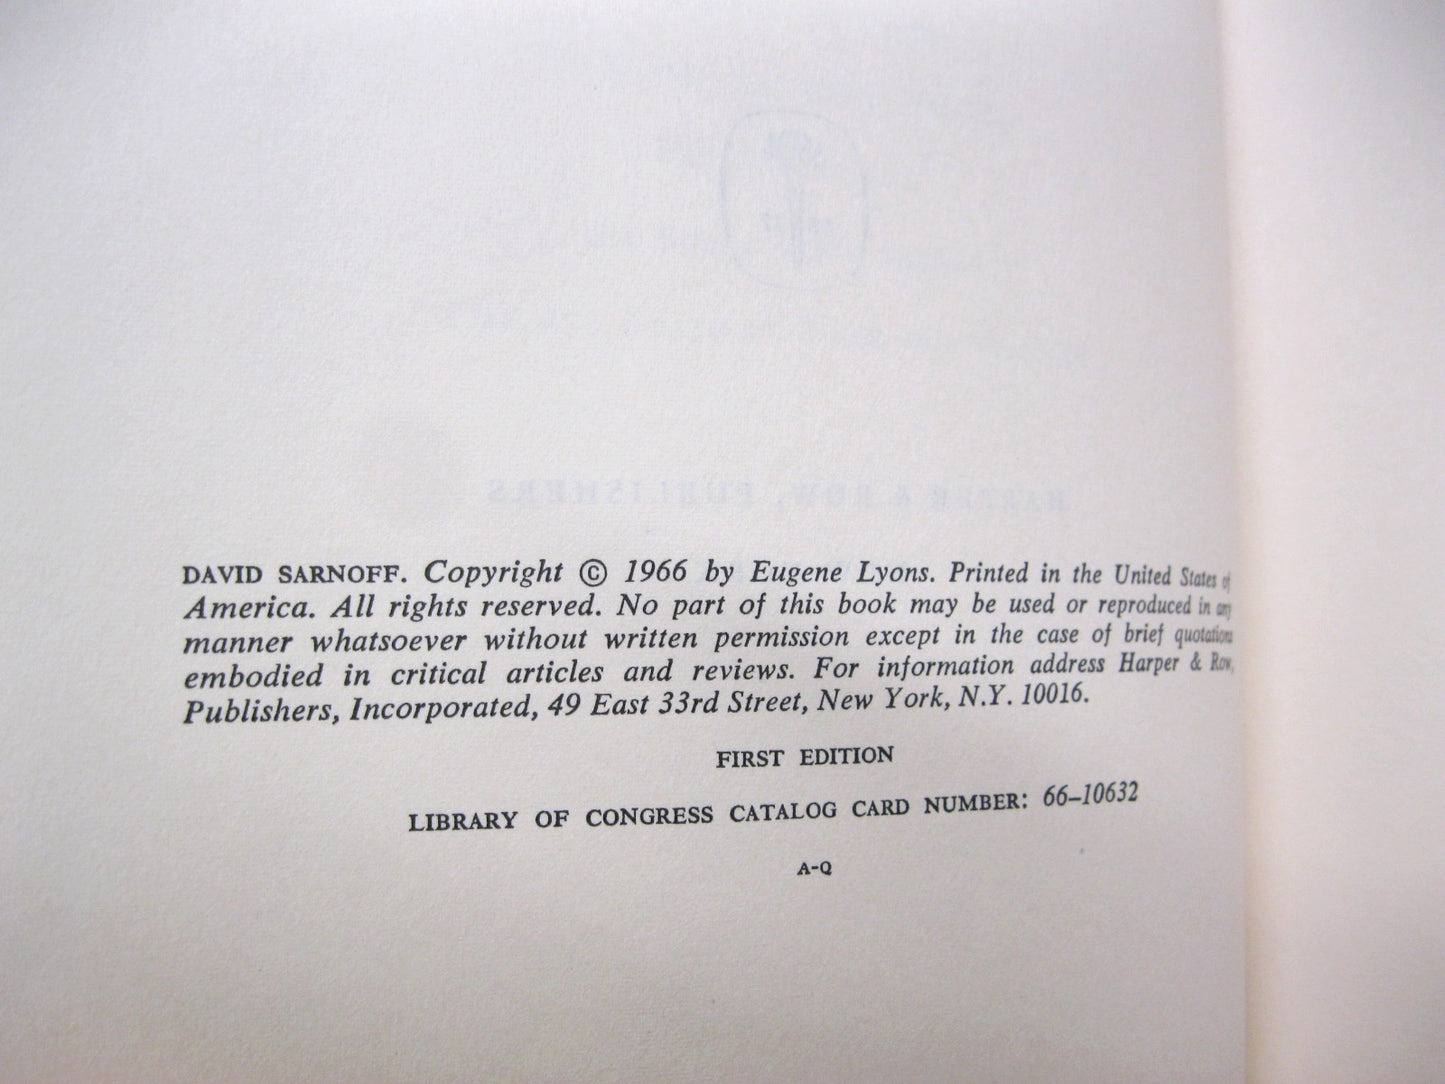 DAVID SARNOFF. Copyright © 1966 by Eugene Lyons. Printed in the United States of
America. All rights reserved. No part of this book may be used or reproduced in any
manner whatsoever without written permission except in the case of brief quotations
embodied in critical articles and reviews. For information address Harper & Row,
Publishers, Incorporated, 49 East 33rd Street, New York, N.Y. 10016.
FIRST EDITION
LIBRARY OF CONGRESS CATALOG CARD NUMBER: 66–10632
A-Q